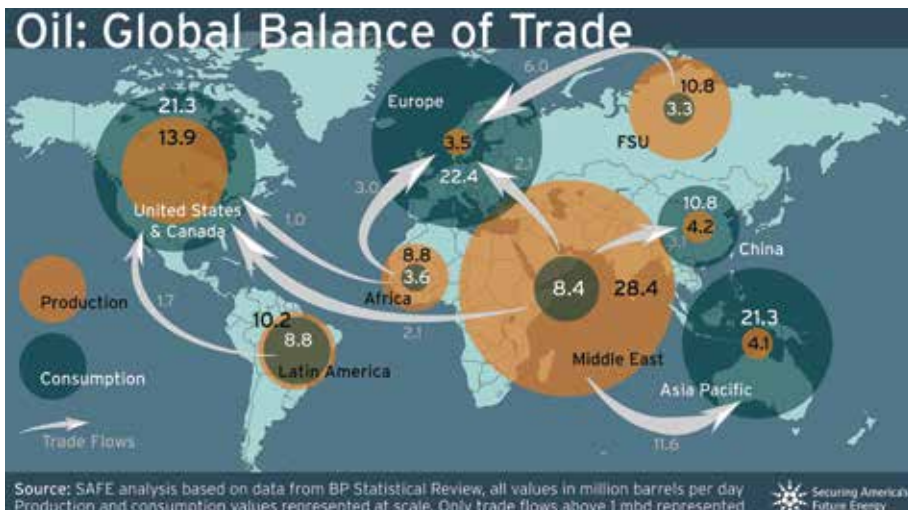 Oil: Global Balance of Trade
6.0
Europe
10.8
3.3
FSU
21.3
13.9
3.5
22.4
2.1
3.0
United States
& Canada
1.0
10.8
4.2
3.1
China
8.8
3.6
Africa
8.4
28.4
Production
1.7
2.1
10.2
8.8
Latin America
Middle East
21.3
4.1
Asia Pacific
Consumption
Trade Flows
11.6
Source: SAFE analysis based on data from BP Statistical Review, all values in million barrels per day
Production and consumption values represented at scale. Only trade flows above 1 mbd represented
Securing America's
Future Energy